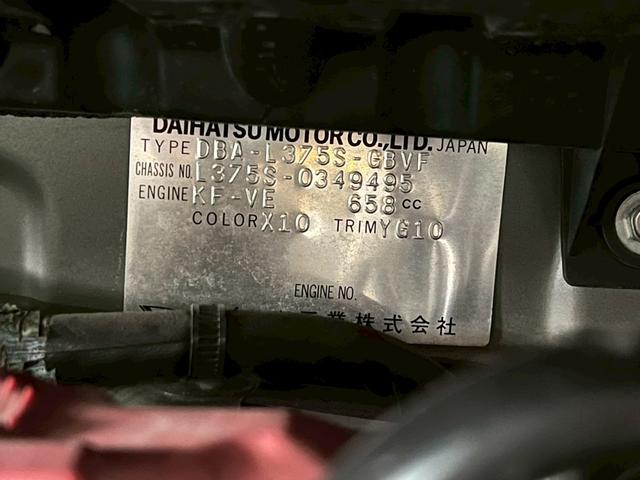 DAIHATSU MOTOR CO., LTD. JAPAN
TYPE DBA-L375S-GBVF
CHASSIS NO. L375S-0349495
ENGINE KF-VE 658 CC
COLOR X10 TRIM YG10
ENGINE NO.
業株式会社